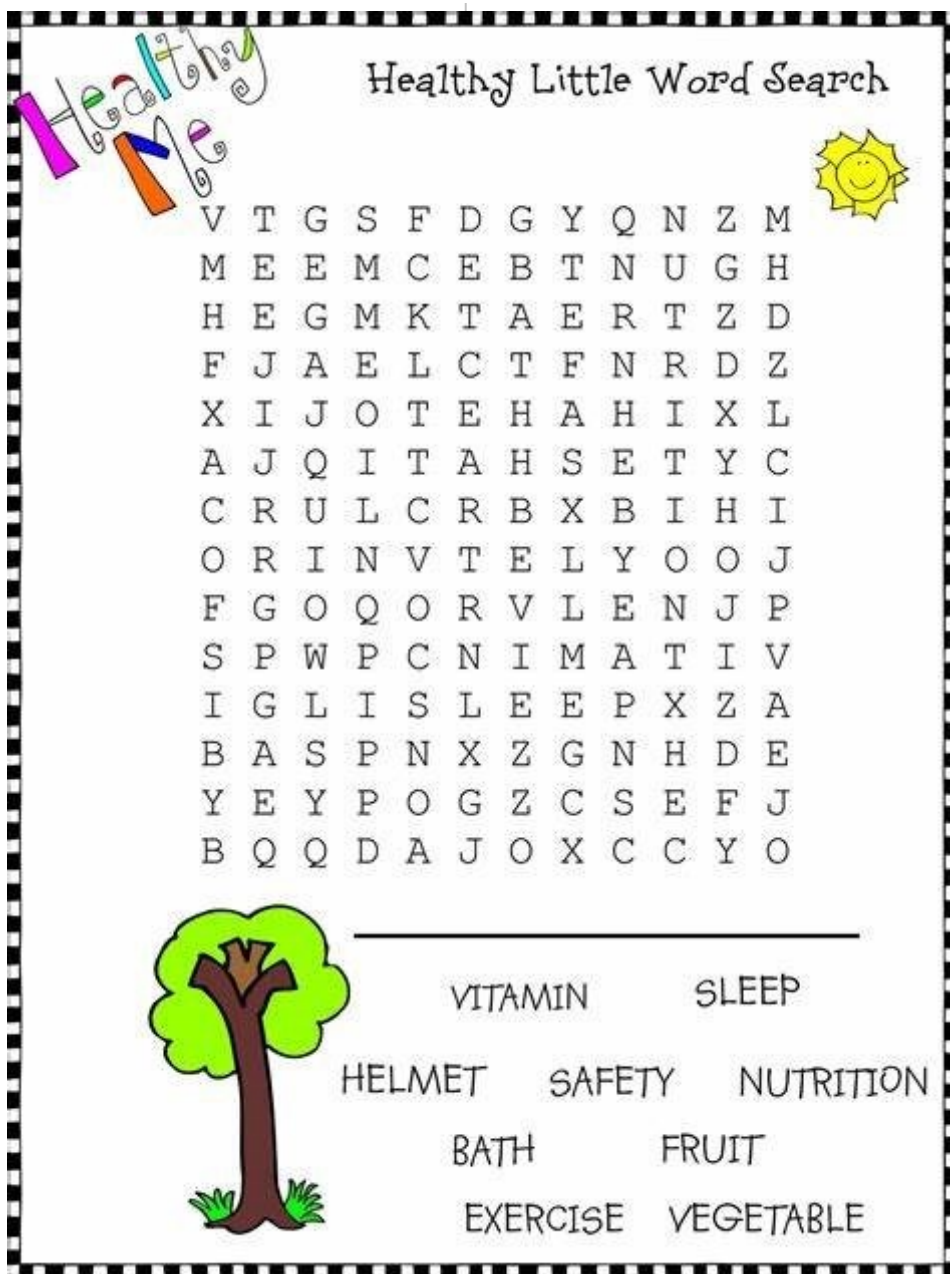 Healthy
Me
Healthy Little Word Search
V T G S F D G Y Q N Z M
M E E M C E B T N U G H
H E G M K T A E R T Z D
F J A E L C T F N R D Z
X I J O T E H A H I X L
A J Q I T A H S E T Y C
C R U L C R B X B I H I
O R I N V T E L Y O O J
F G O Q O R V L E N J P
S P W P C N I M A T I V
I G L I S L E E P X Z A
B A S P N X Z G N H D E
Y E Y P O G Z C S E F J
B Q Q D A J O X C C Y O
VITAMIN SLEEP
HELMET SAFETY NUTRITION
BATH FRUIT
EXERCISE VEGETABLE